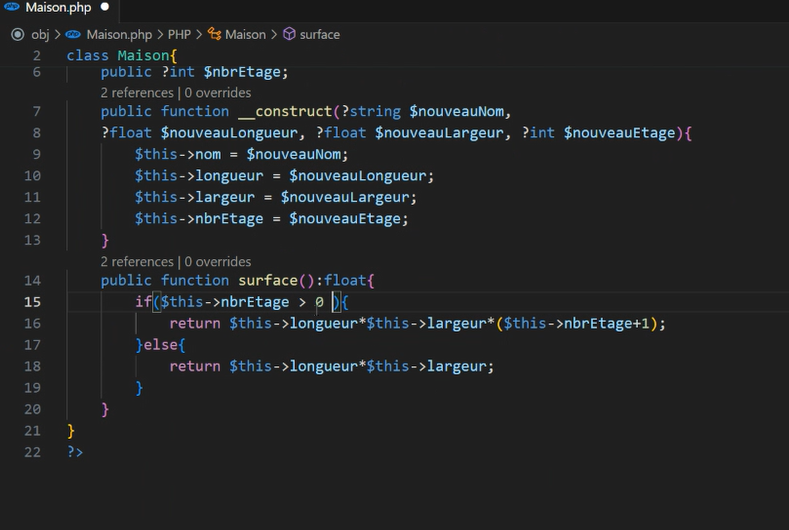 Maison.php
obj > Maison.php > PHP > Maison > surface
2 class Maison{
6 public ?int $nbrEtage;
2 references | 0 overrides
7 public function __construct(?string $nouveauNom,
8 ?float $nouveauLongueur, ?float $nouveauLargeur, ?int $nouveauEtage){
9 $this->nom = $nouveauNom;
10 $this->longueur = $nouveauLongueur;
11 $this->largeur = $nouveauLargeur;
12 $this->nbrEtage = $nouveauEtage;
13 }
2 references | 0 overrides
14 public function surface():float{
15 if($this->nbrEtage > 0 ){
16 return $this->longueur*$this->largeur*($this->nbrEtage+1);
17 }else{
18 return $this->longueur*$this->largeur;
19 }
20 }
21 }
22 ?>